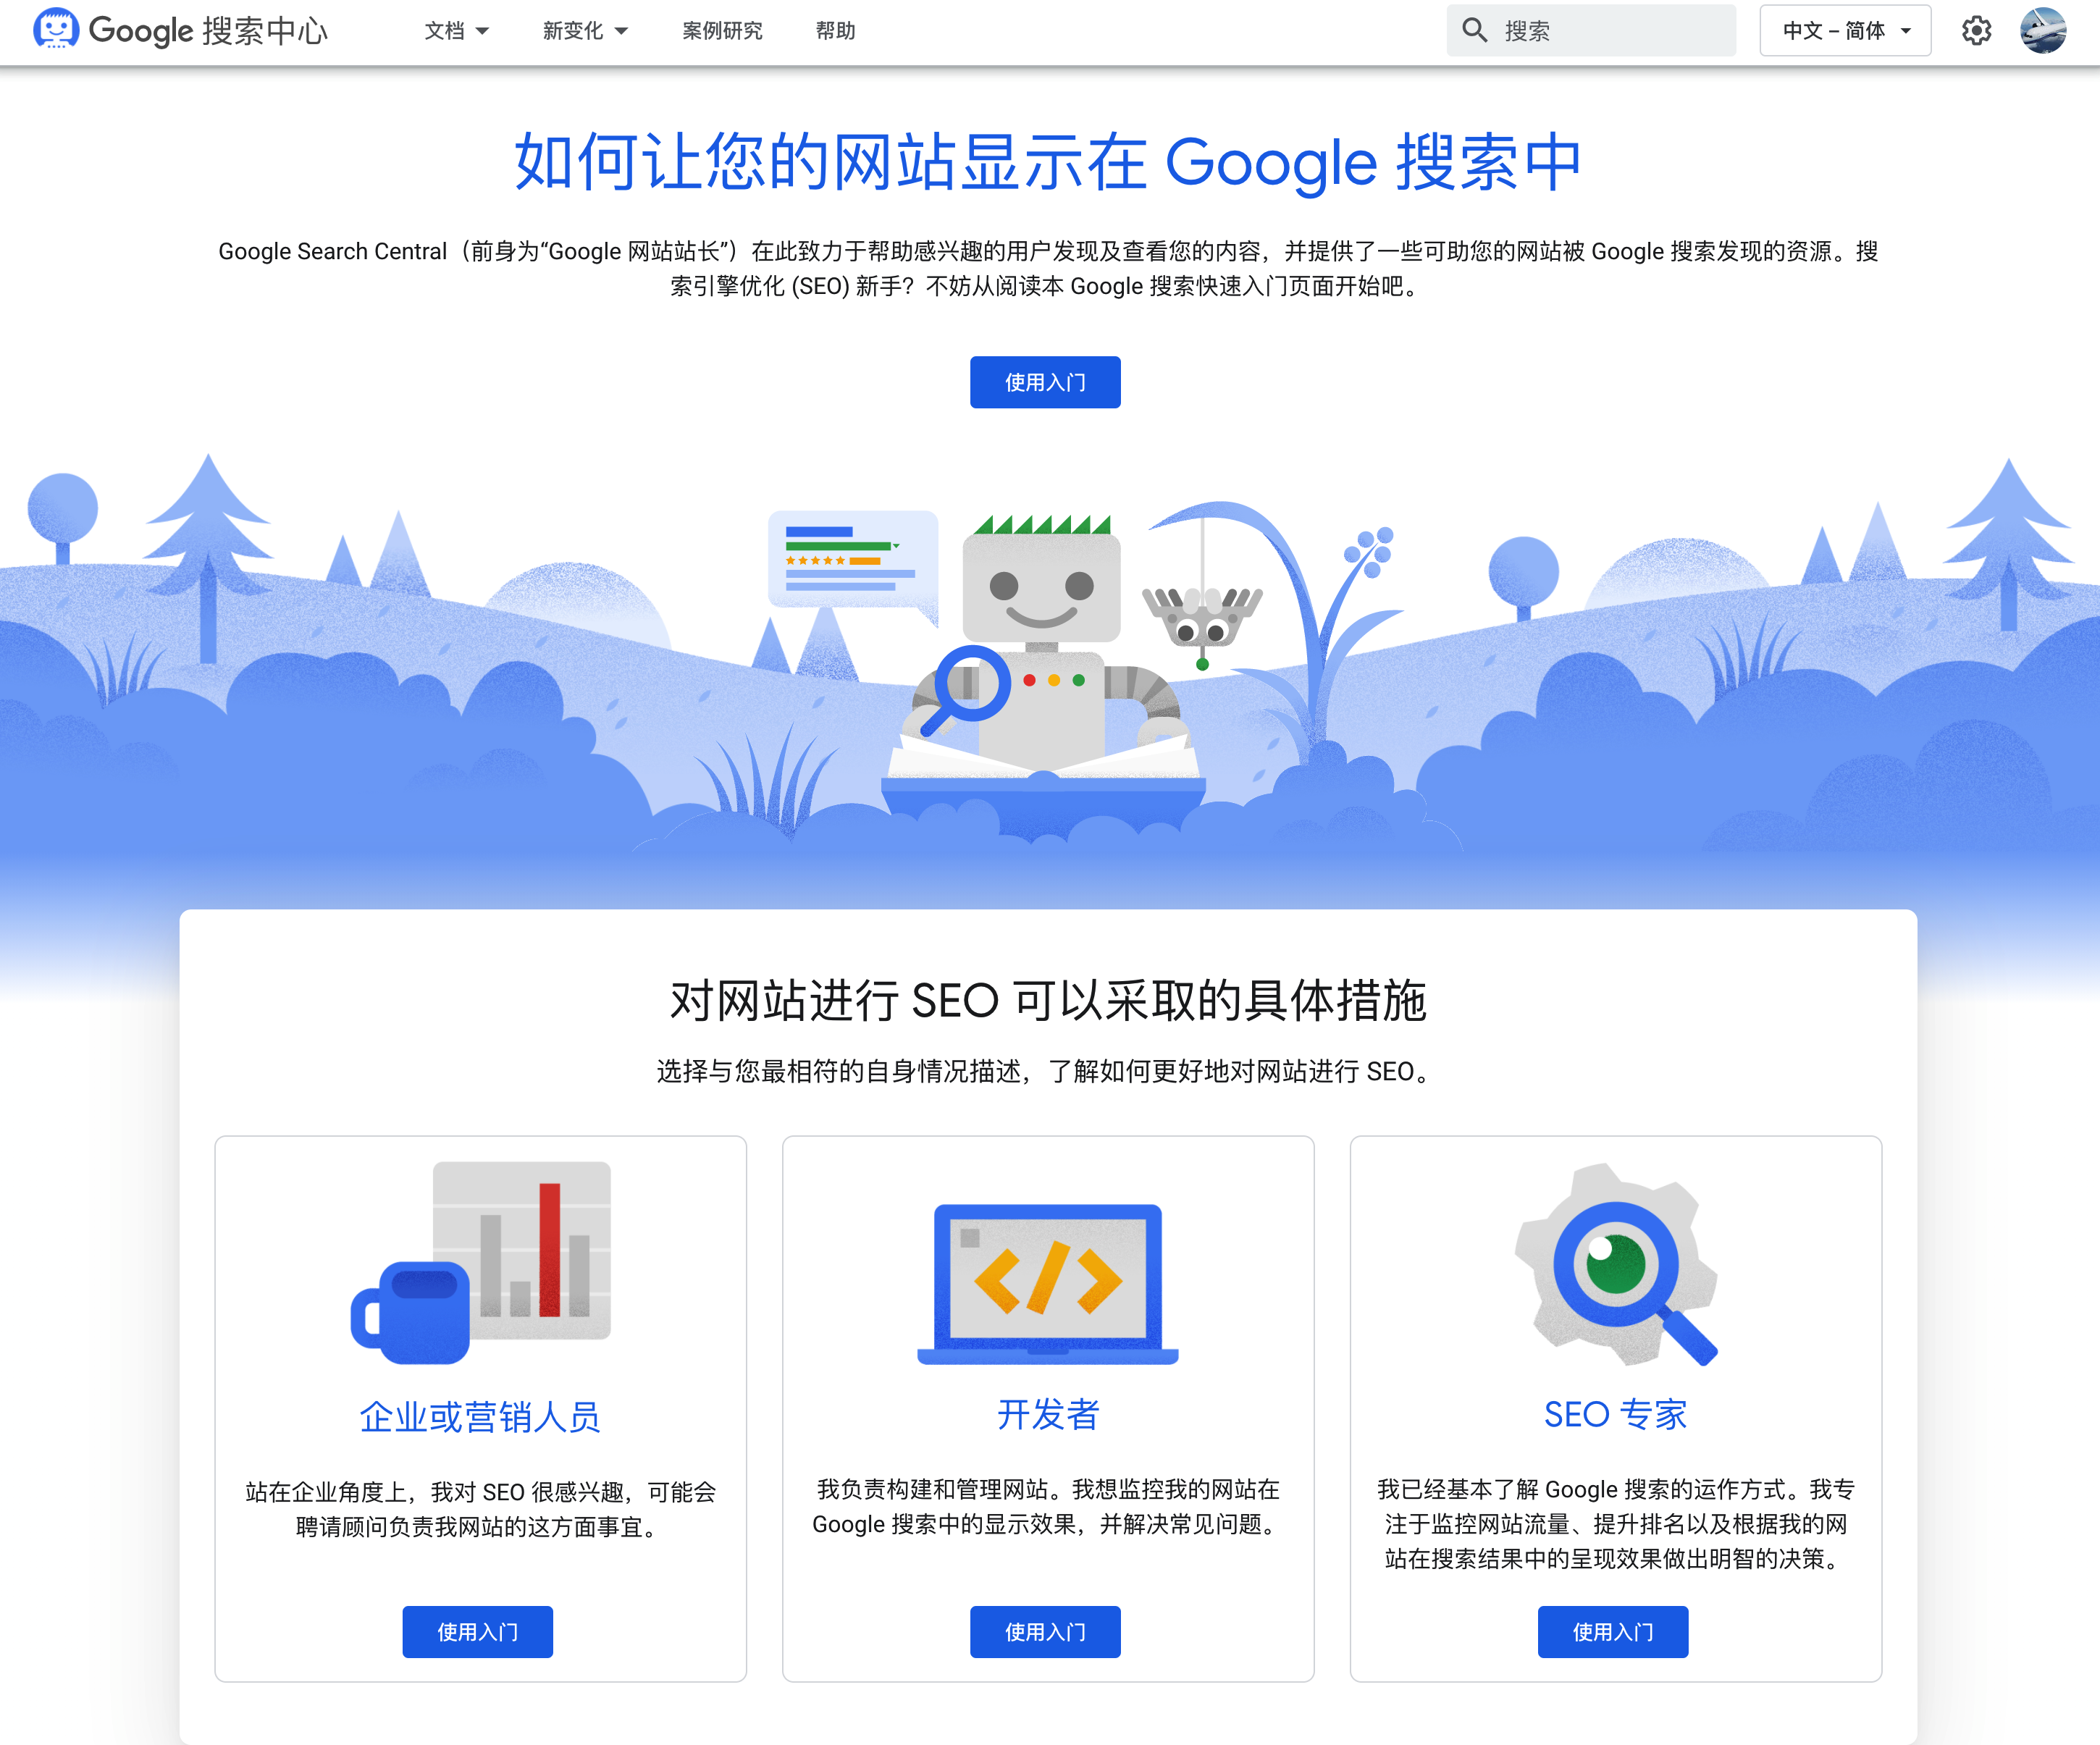 Google 搜索中心
文档
新变化
案例研究
帮助
搜索
中文 – 简体
如何让您的网站显示在 Google 搜索中
Google Search Central（前身为“Google 网站站长”）在此致力于帮助感兴趣的用户发现及查看您的内容，并提供了一些可助您的网站被 Google 搜索发现的资源。搜
索引擎优化 (SEO) 新手？不妨从阅读本 Google 搜索快速入门页面开始吧。
使用入门
对网站进行 SEO 可以采取的具体措施
选择与您最相符的自身情况描述，了解如何更好地对网站进行 SEO。
企业或营销人员
站在企业角度上，我对 SEO 很感兴趣，可能会
聘请顾问负责我网站的这方面事宜。
使用入门
</>
开发者
我负责构建和管理网站。我想监控我的网站在
Google 搜索中的显示效果，并解决常见问题。
使用入门
SEO 专家
我已经基本了解 Google 搜索的运作方式。我专
注于监控网站流量、提升排名以及根据我的网
站在搜索结果中的呈现效果做出明智的决策。
使用入门